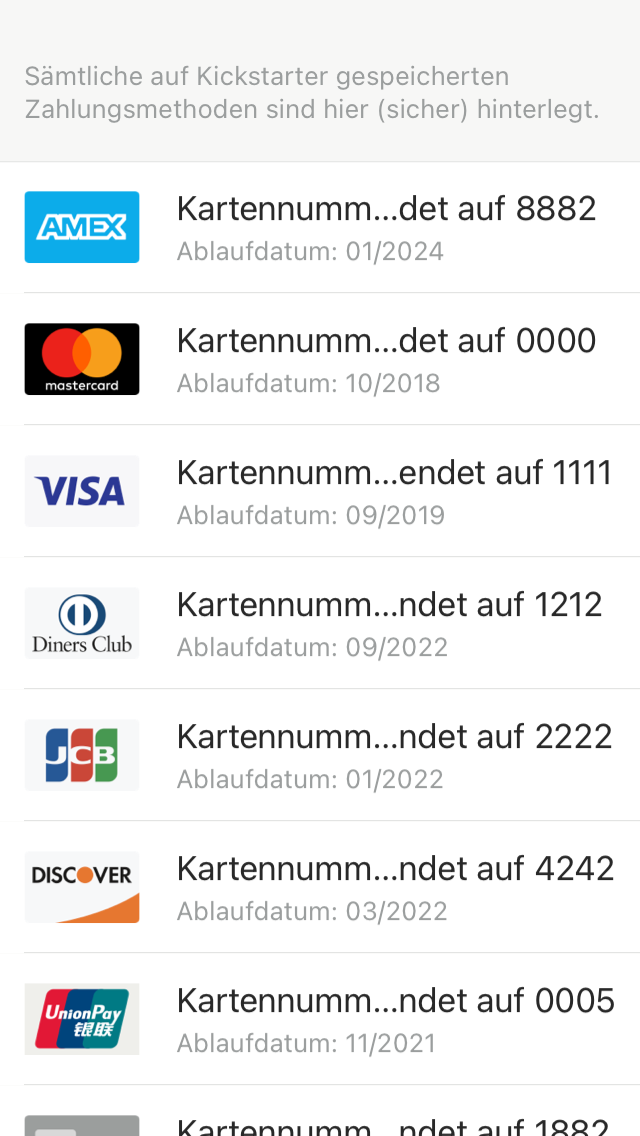 Sämtliche auf Kickstarter gespeicherten
Zahlungsmethoden sind hier (sicher) hinterlegt.
AMEX
Kartennumm...det auf 8882
Ablaufdatum: 01/2024
mastercard
Kartennumm...det auf 0000
Ablaufdatum: 10/2018
VISA
Kartennumm...endet auf 1111
Ablaufdatum: 09/2019
Diners Club
Kartennumm...ndet auf 1212
Ablaufdatum: 09/2022
JCB
Kartennumm...ndet auf 2222
Ablaufdatum: 01/2022
DISCOVER
Kartennumm...ndet auf 4242
Ablaufdatum: 03/2022
UnionPay
银联
Kartennumm...ndet auf 0005
Ablaufdatum: 11/2021
Kartennumm...ndet auf 1882